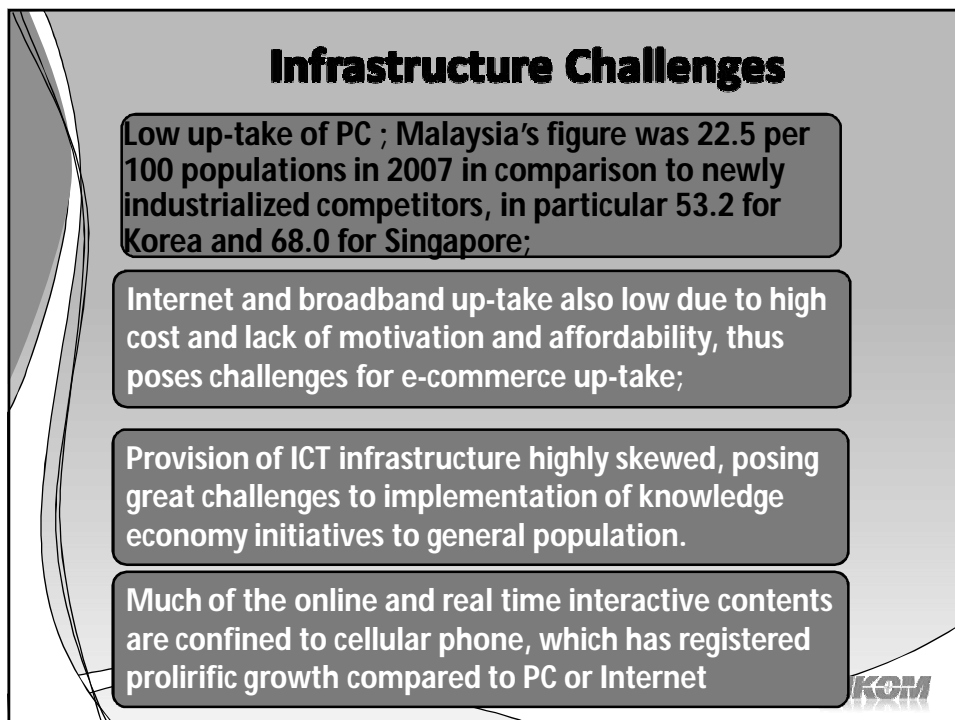 Infrastructure Challenges
Low up-take of PC ; Malaysia's figure was 22.5 per
100 populations in 2007 in comparison to newly
industrialized competitors, in particular 53.2 for
Korea and 68.0 for Singapore;
Internet and broadband up-take also low due to high
cost and lack of motivation and affordability, thus
poses challenges for e-commerce up-take;
Provision of ICT infrastructure highly skewed, posing
great challenges to implementation of knowledge
economy initiatives to general population.
Much of the online and real time interactive contents
are confined to cellular phone, which has registered
prolirific growth compared to PC or Internet